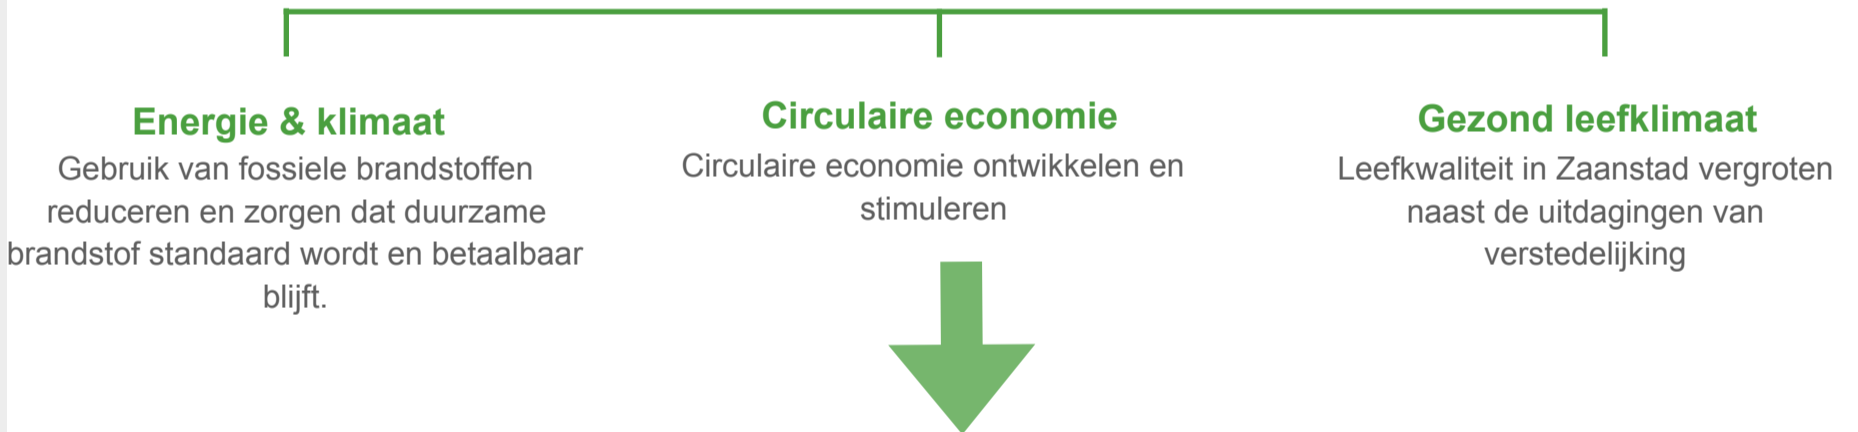 Energie & klimaat
Gebruik van fossiele brandstoffen
reduceren en zorgen dat duurzame
brandstof standaard wordt en betaalbaar
blijft.
Circulaire economie
Circulaire economie ontwikkelen en
stimuleren
Gezond leefklimaat
Leefkwaliteit in Zaanstad vergroten
naast de uitdagingen van
verstedelijking